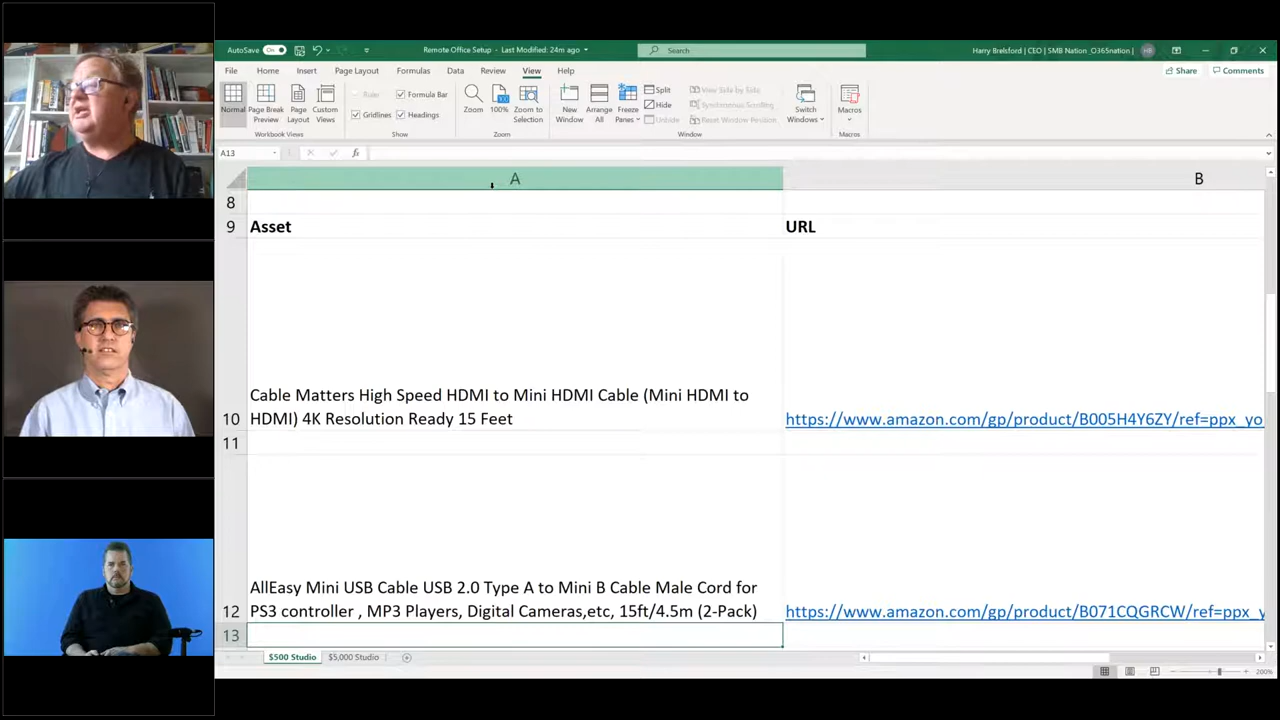 AutoSave On
Remote Office Setup - Last Modified: 24m ago
Search
Harry Brelsford | CEO | SMB Nation_O365nation | HB
File Home Insert Page Layout Formulas Data Review View Help
Share Comments
Normal
Page Break Preview
Page Layout
Custom Views
Workbook Views
Ruler
Formula Bar
Gridlines
Headings
Show
Zoom
100%
Zoom to Selection
Zoom
New Window
Arrange All
Freeze Panes
Split
Hide
Unhide
View Side by Side
Synchronous Scrolling
Reset Window Position
Window
Switch Windows
Macros
Macros
A13
fx
A
B
8
9
Asset
URL
Cable Matters High Speed HDMI to Mini HDMI Cable (Mini HDMI to
10
HDMI) 4K Resolution Ready 15 Feet
https://www.amazon.com/gp/product/B005H4Y6ZY/ref=ppx_yo
11
AllEasy Mini USB Cable USB 2.0 Type A to Mini B Cable Male Cord for
12
PS3 controller , MP3 Players, Digital Cameras,etc, 15ft/4.5m (2-Pack)
https://www.amazon.com/gp/product/B071CQGRCW/ref=ppx_y
13
$500 Studio
$5,000 Studio
200%